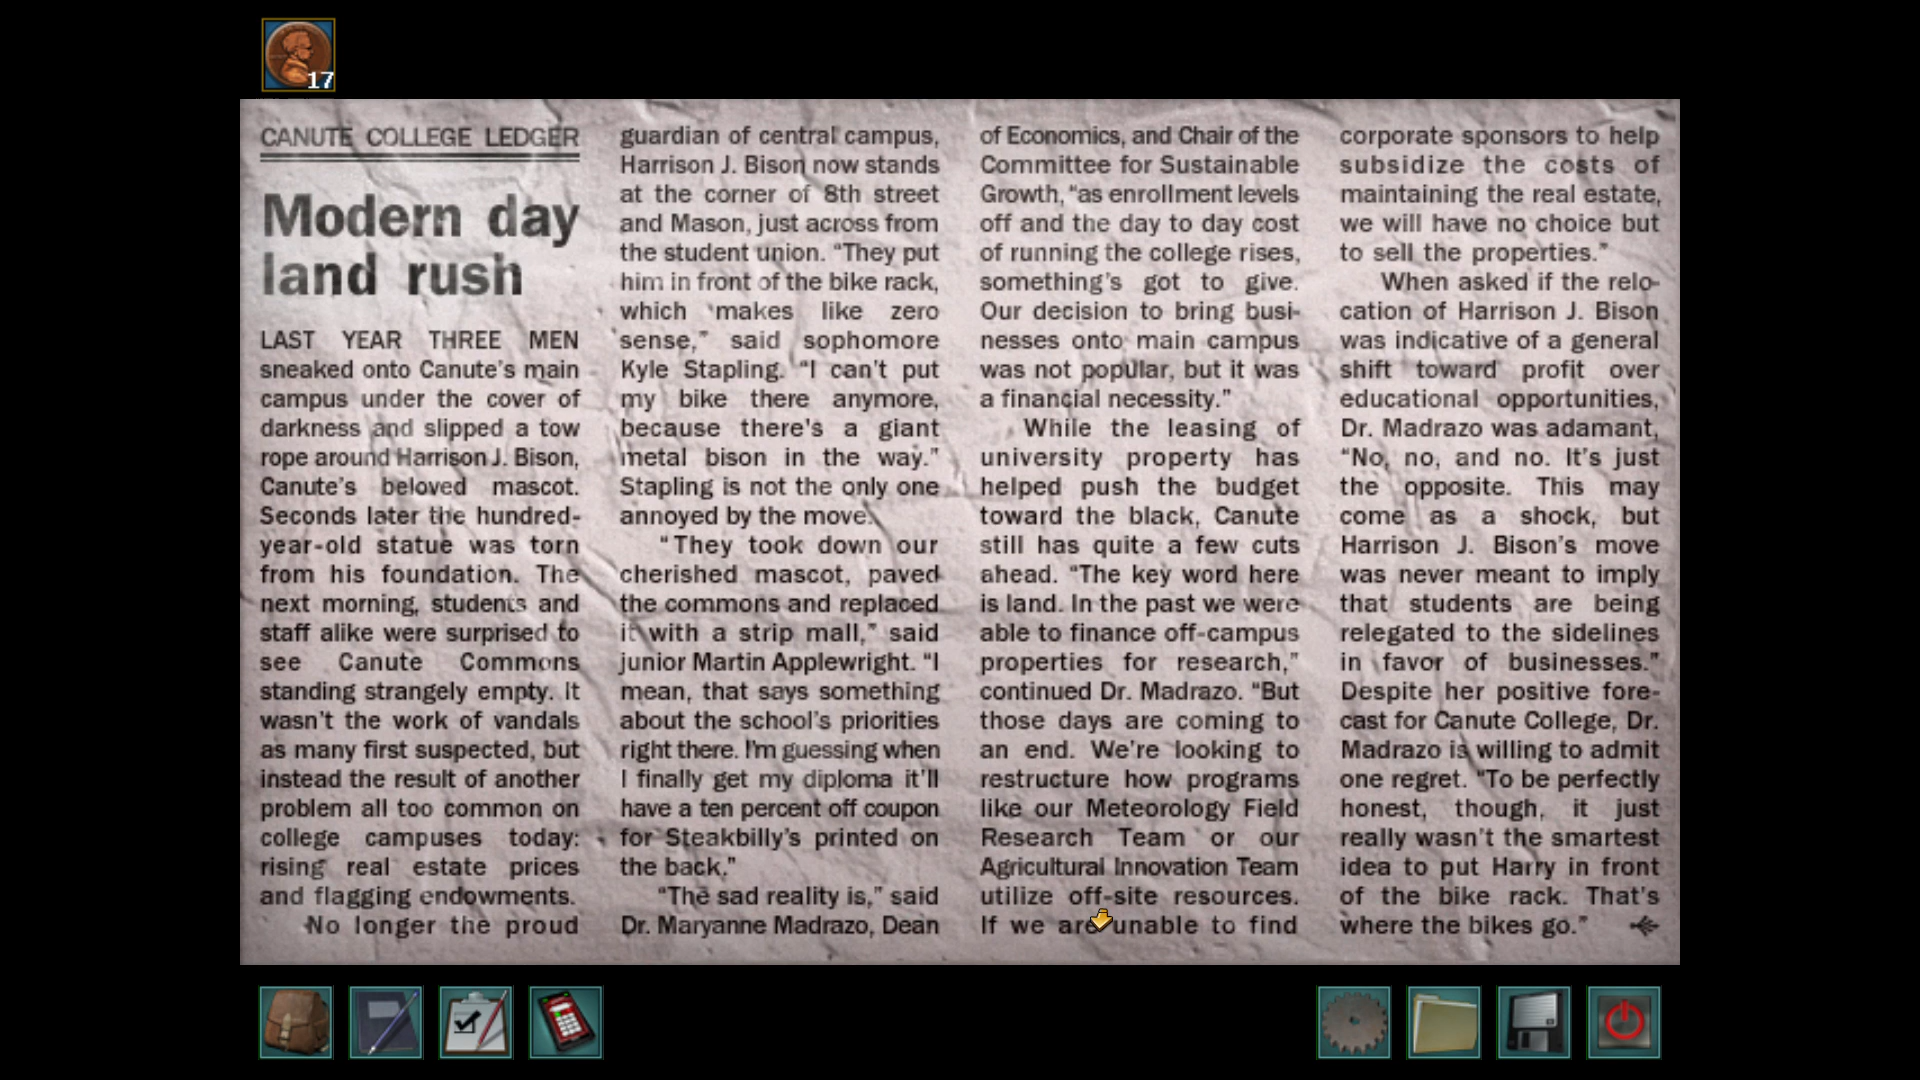 17
CANUTE COLLEGE LEDGER
Modern day
land rush
LAST YEAR THREE MEN
sneaked onto Canute's main
campus under the cover of
darkness and slipped a tow
rope around Harrison J. Bison,
Canute's beloved mascot.
Seconds later the hundred-
year-old statue was torn
from his foundation. The
next morning, students and
staff alike were surprised to
see Canute Commons
standing strangely empty. It
wasn't the work of vandals
as many first suspected, but
instead the result of another
problem all too common on
college campuses today:
rising real estate prices
and flagging endowments.
No longer the proud
guardian of central campus,
Harrison J. Bison now stands
at the corner of 8th street
and Mason, just across from
the student union. “They put
him in front of the bike rack,
which makes like zero
sense,” said sophomore
Kyle Stapling. “I can't put
my bike there anymore,
because there's a giant
metal bison in the way.”
Stapling is not the only one
annoyed by the move.
“They took down our
cherished mascot, paved
the commons and replaced
it with a strip mall,” said
junior Martin Applewright. “I
mean, that says something
about the school's priorities
right there. I'm guessing when
I finally get my diploma it'll
have a ten percent off coupon
for Steakbilly's printed on
the back.”
“The sad reality is,” said
Dr. Maryanne Madrazo, Dean
of Economics, and Chair of the
Committee for Sustainable
Growth, “as enrollment levels
off and the day to day cost
of running the college rises,
something's got to give.
Our decision to bring busi-
nesses onto main campus
was not popular, but it was
a financial necessity.”
While the leasing of
university property has
helped push the budget
toward the black, Canute
still has quite a few cuts
ahead. “The key word here
is land. In the past we were
able to finance off-campus
properties for research,”
continued Dr. Madrazo. “But
those days are coming to
an end. We're looking to
restructure how programs
like our Meteorology Field
Research Team or our
Agricultural Innovation Team
utilize off-site resources.
If we are unable to find
corporate sponsors to help
subsidize the costs of
maintaining the real estate,
we will have no choice but
to sell the properties.”
When asked if the relo-
cation of Harrison J. Bison
was indicative of a general
shift toward profit over
educational opportunities,
Dr. Madrazo was adamant,
“No, no, and no. It's just
the opposite. This may
come as a shock, but
Harrison J. Bison's move
was never meant to imply
that students are being
relegated to the sidelines
in favor of businesses.”
Despite her positive fore-
cast for Canute College, Dr.
Madrazo is willing to admit
one regret. “To be perfectly
honest, though, it just
really wasn't the smartest
idea to put Harry in front
of the bike rack. That's
where the bikes go.”